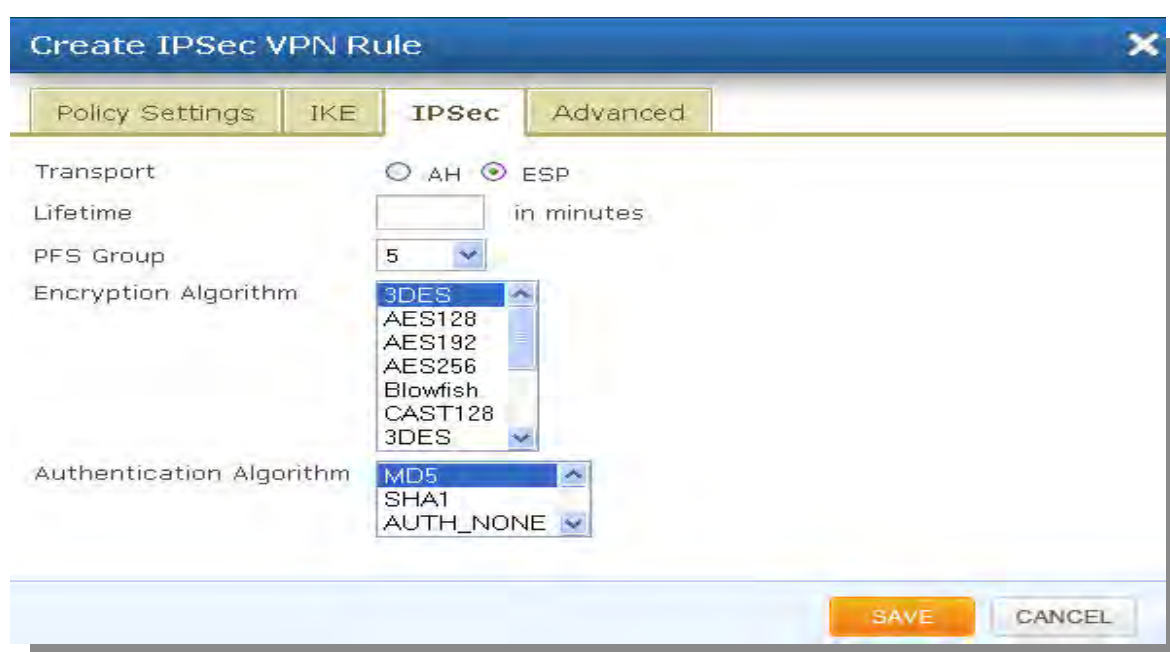 Create IPSec VPN Rule
Policy Settings IKE IPSec Advanced
Transport AH ESP
Lifetime in minutes
PFS Group 5
Encryption Algorithm 3DES
AES128
AES192
AES256
Blowfish
CAST128
3DES
Authentication Algorithm MD5
SHA1
AUTH_NONE
SAVE CANCEL